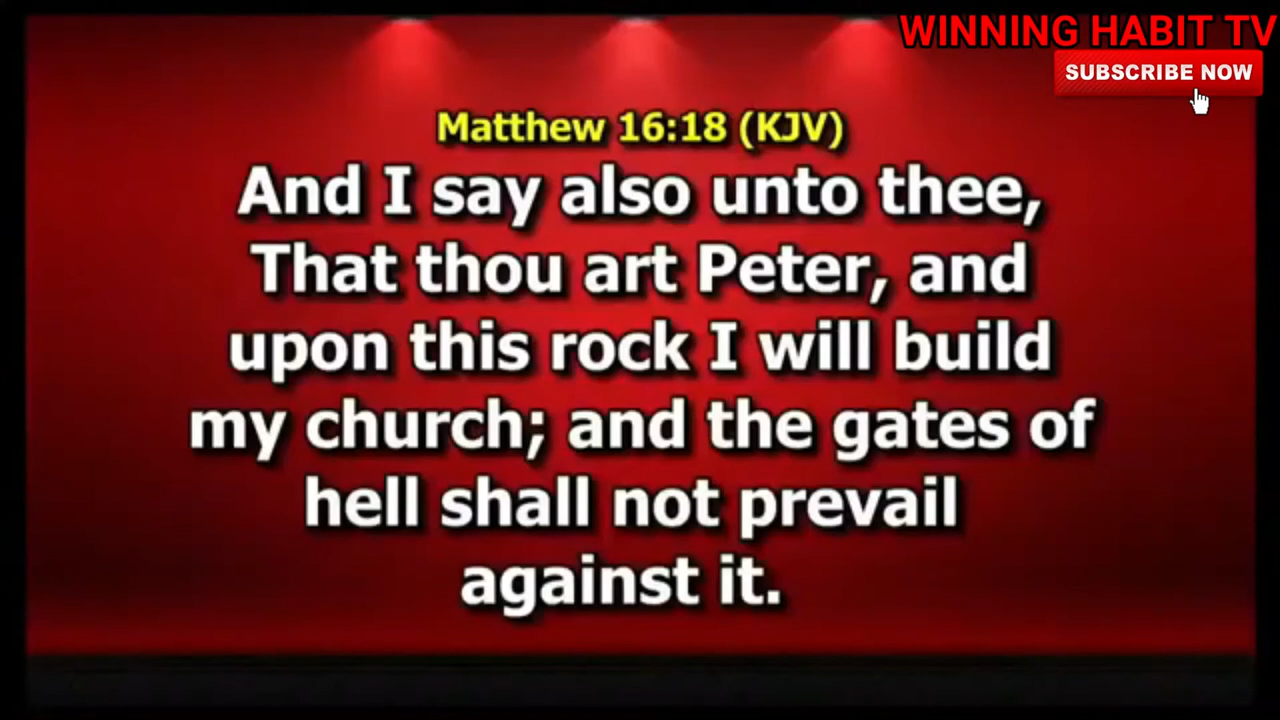 WINNING HABIT TV
SUBSCRIBE NOW
Matthew 16:18 (KJV)
And I say also unto thee,
That thou art Peter, and
upon this rock I will build
my church; and the gates of
hell shall not prevail
against it.